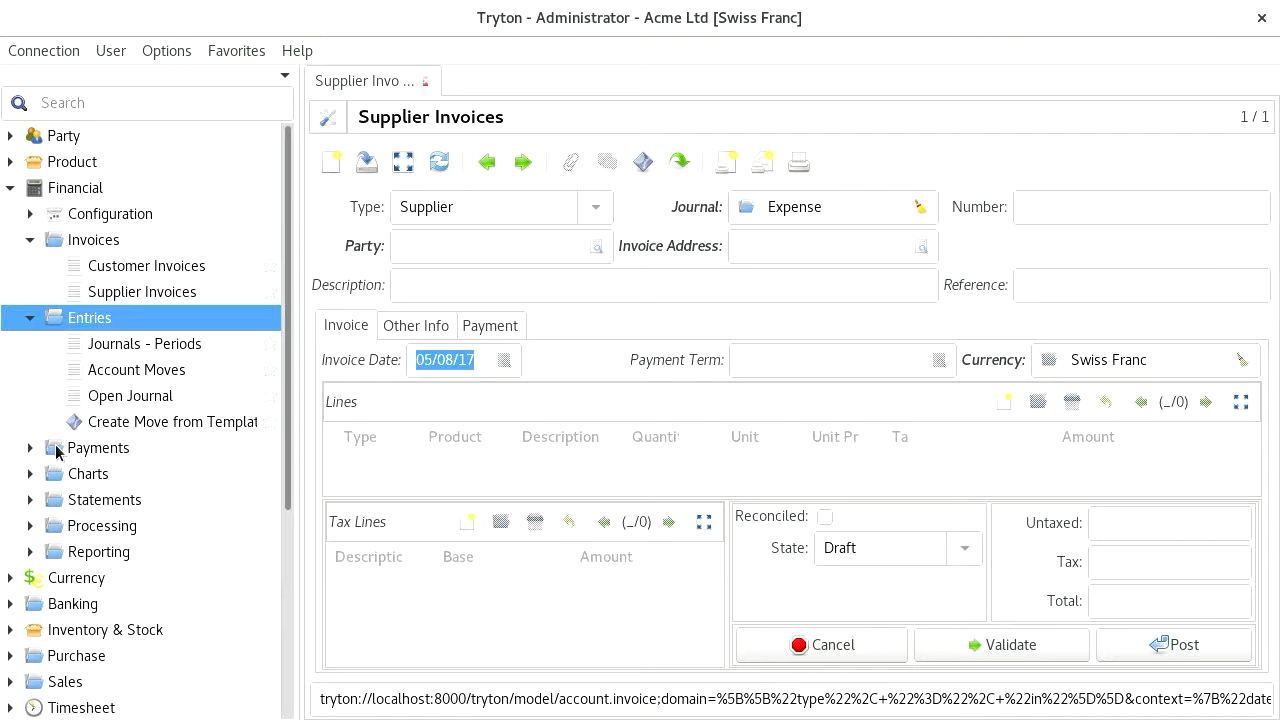 Tryton - Administrator - Acme Ltd [Swiss Franc]
Connection User Options Favorites Help
Supplier Invo ...
Search
Supplier Invoices
1 / 1
Party
Product
Financial
Configuration
Invoices
Customer Invoices
Supplier Invoices
Entries
Journals - Periods
Account Moves
Open Journal
Create Move from Templat
Payments
Charts
Statements
Processing
Reporting
Currency
Banking
Inventory & Stock
Purchase
Sales
Timesheet
Type: Supplier Journal: Expense Number:
Party: Invoice Address:
Description: Reference:
Invoice Other Info Payment
Invoice Date: 05/08/17 Payment Term: Currency: Swiss Franc
Lines (_/0)
Type Product Description Quanti Unit Unit Pr Ta Amount
Tax Lines (_/0)
Descriptic Base Amount
Reconciled:
State: Draft
Untaxed:
Tax:
Total:
Cancel Validate Post
tryton://localhost:8000/tryton/model/account.invoice;domain=%5B%5B%22type%22%2C+%22%3D%22%2C+%22in%22%5D%5D&context=%7B%22date